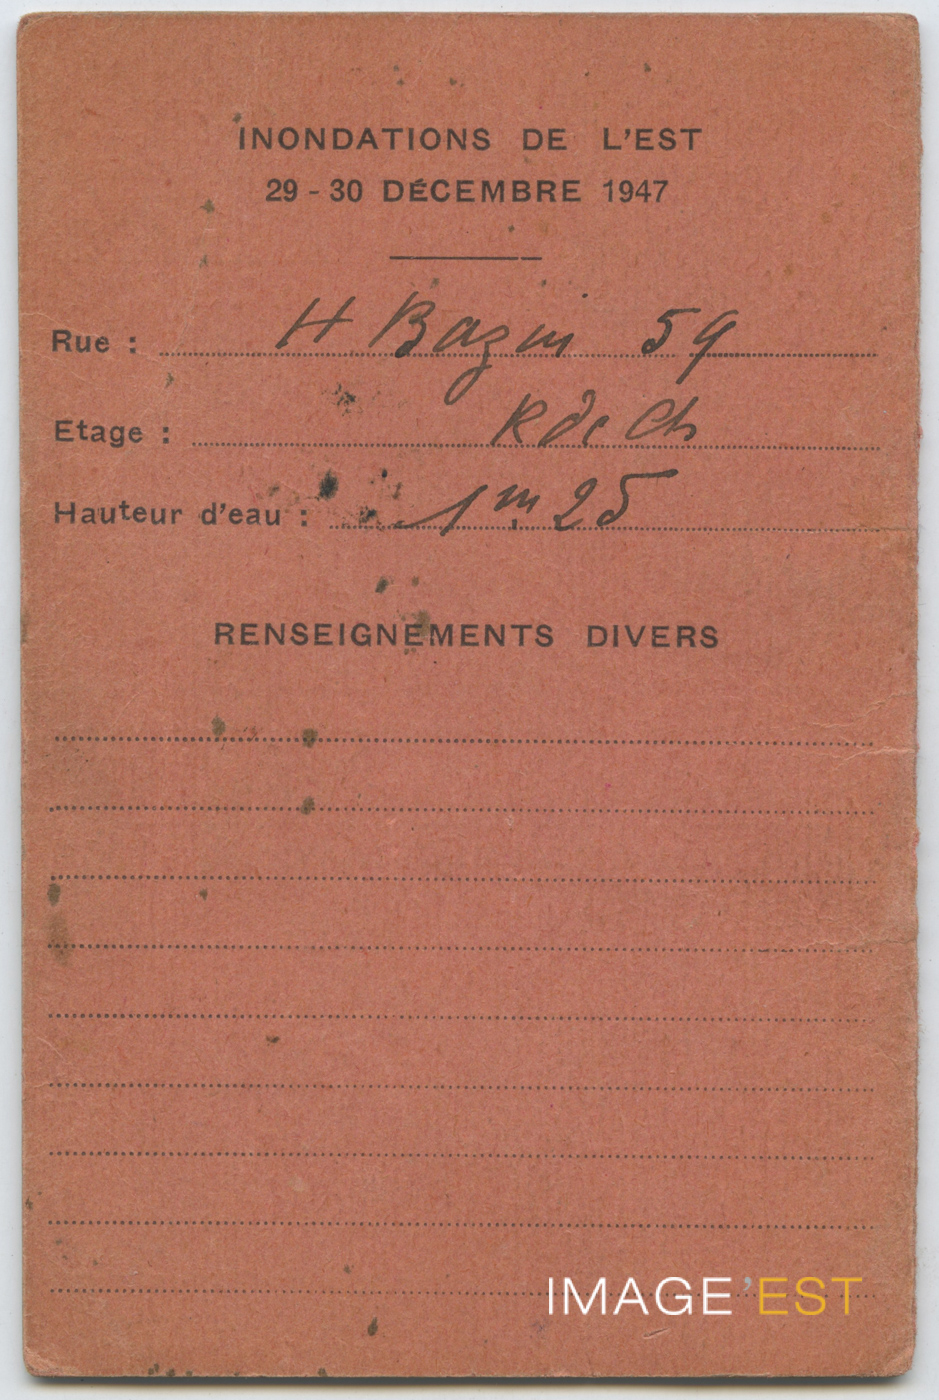 INONDATIONS DE L'EST
29 - 30 DÉCEMBRE 1947
Rue : H Bazin 59
Etage : R de Ch
Hauteur d'eau : 1m25
RENSEIGNEMENTS DIVERS
IMAGE'EST